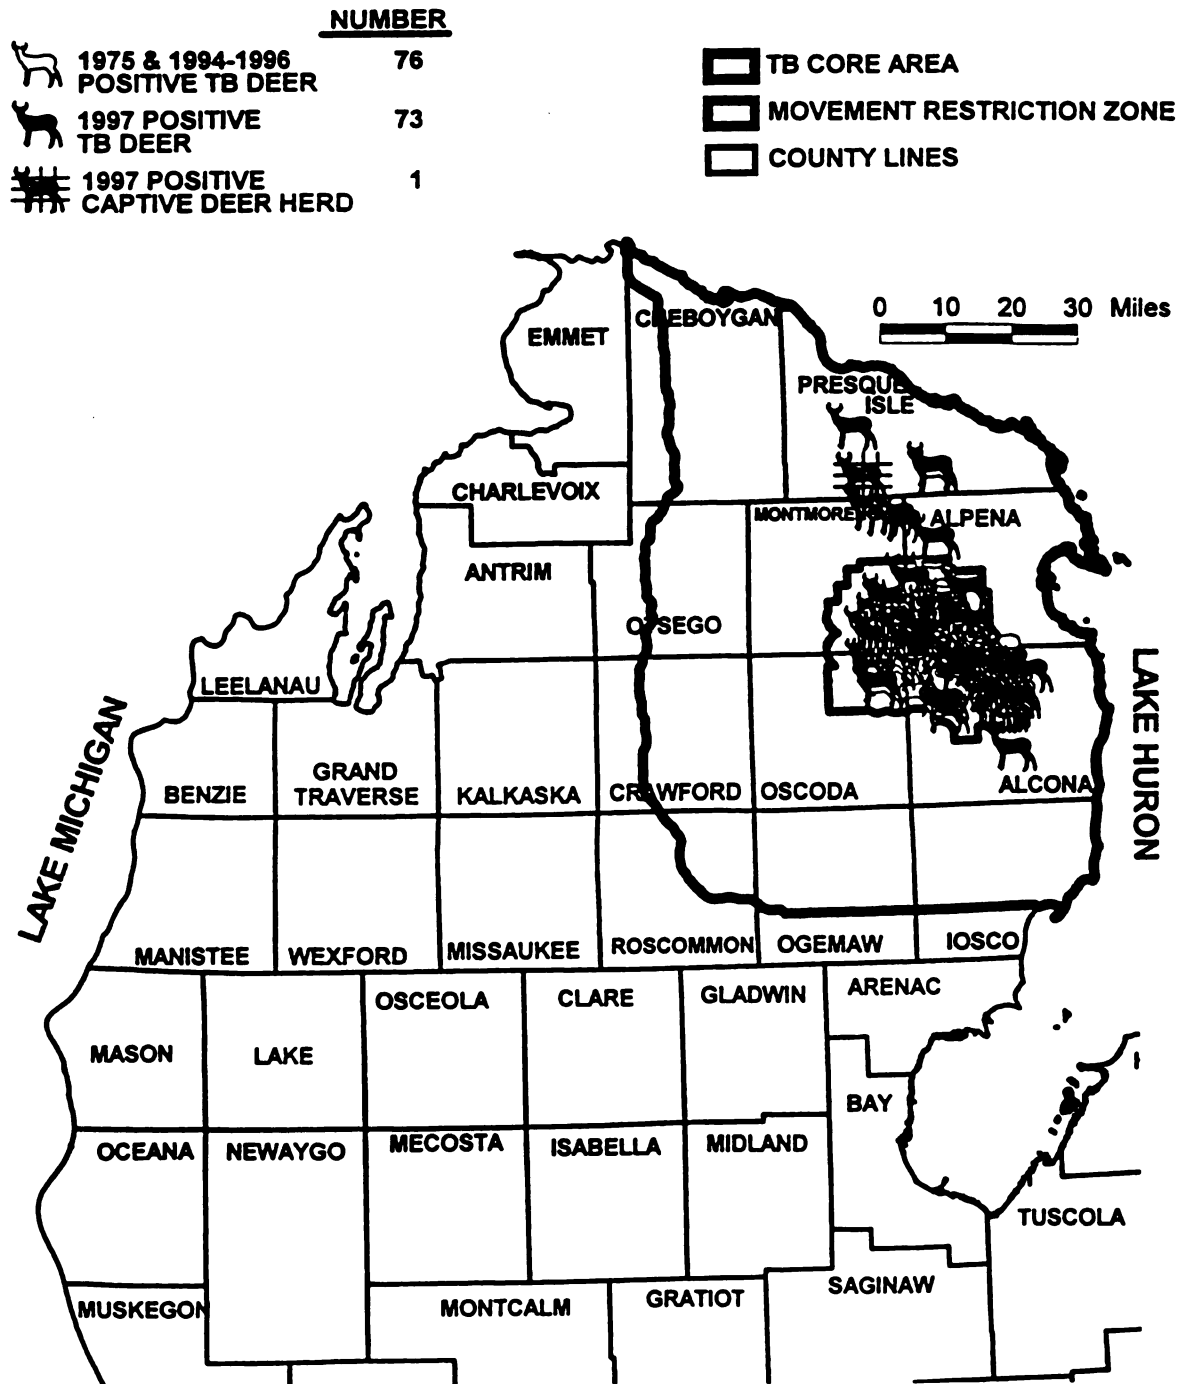 NUMBER
1975 & 1994-1996
POSITIVE TB DEER
76
1997 POSITIVE
TB DEER
73
1997 POSITIVE
CAPTIVE DEER HERD
1
TB CORE AREA
MOVEMENT RESTRICTION ZONE
COUNTY LINES
0 10 20 30 Miles
EMMET
CHEBOYGAN
PRESQUE
ISLE
CHARLEVOIX
MONTMORE
ALPENA
ANTRIM
OTSEGO
LEELANAU
LAKE MICHIGAN
LAKE HURON
BENZIE
GRAND
TRAVERSE
KALKASKA
CRAWFORD
OSCODA
ALCONA
MANISTEE
WEXFORD
MISSAUKEE
ROSCOMMON
OGEMAW
IOSCO
MASON
LAKE
OSCEOLA
CLARE
GLADWIN
ARENAC
BAY
OCEANA
NEWAYGO
MECOSTA
ISABELLA
MIDLAND
TUSCOLA
SAGINAW
MUSKEGON
MONTCALM
GRATIOT